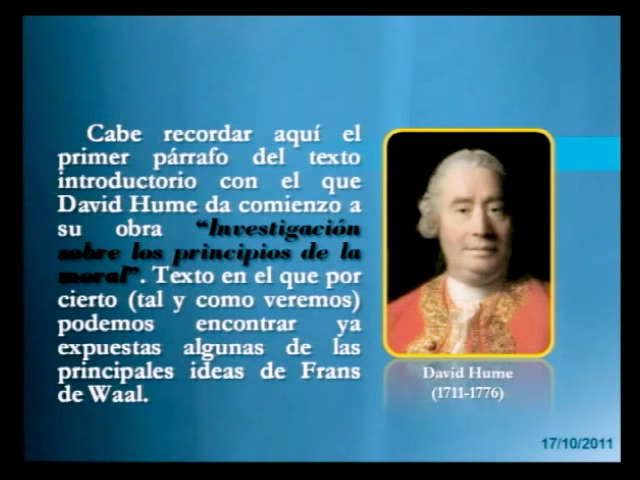 Cabe recordar aquí el
primer párrafo del texto
introductorio con el que
David Hume da comienzo a
su obra "Investigación
sobre los principios de la
moral". Texto en el que por
cierto (tal y como veremos)
podemos encontrar ya
expuestas algunas de las
principales ideas de Frans
de Waal.
David Hume
(1711-1776)
17/10/2011